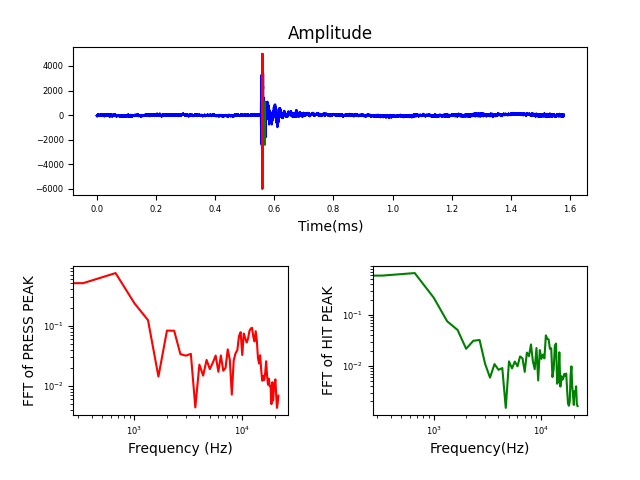 Amplitude
4000
2000
0
−2000
−4000
−6000
0.0 0.2 0.4 0.6 0.8 1.0 1.2 1.4 1.6
Time(ms)
FFT of PRESS PEAK
10⁻¹
10⁻²
10³ 10⁴
Frequency (Hz)
FFT of HIT PEAK
10⁻¹
10⁻²
10³ 10⁴
Frequency(Hz)